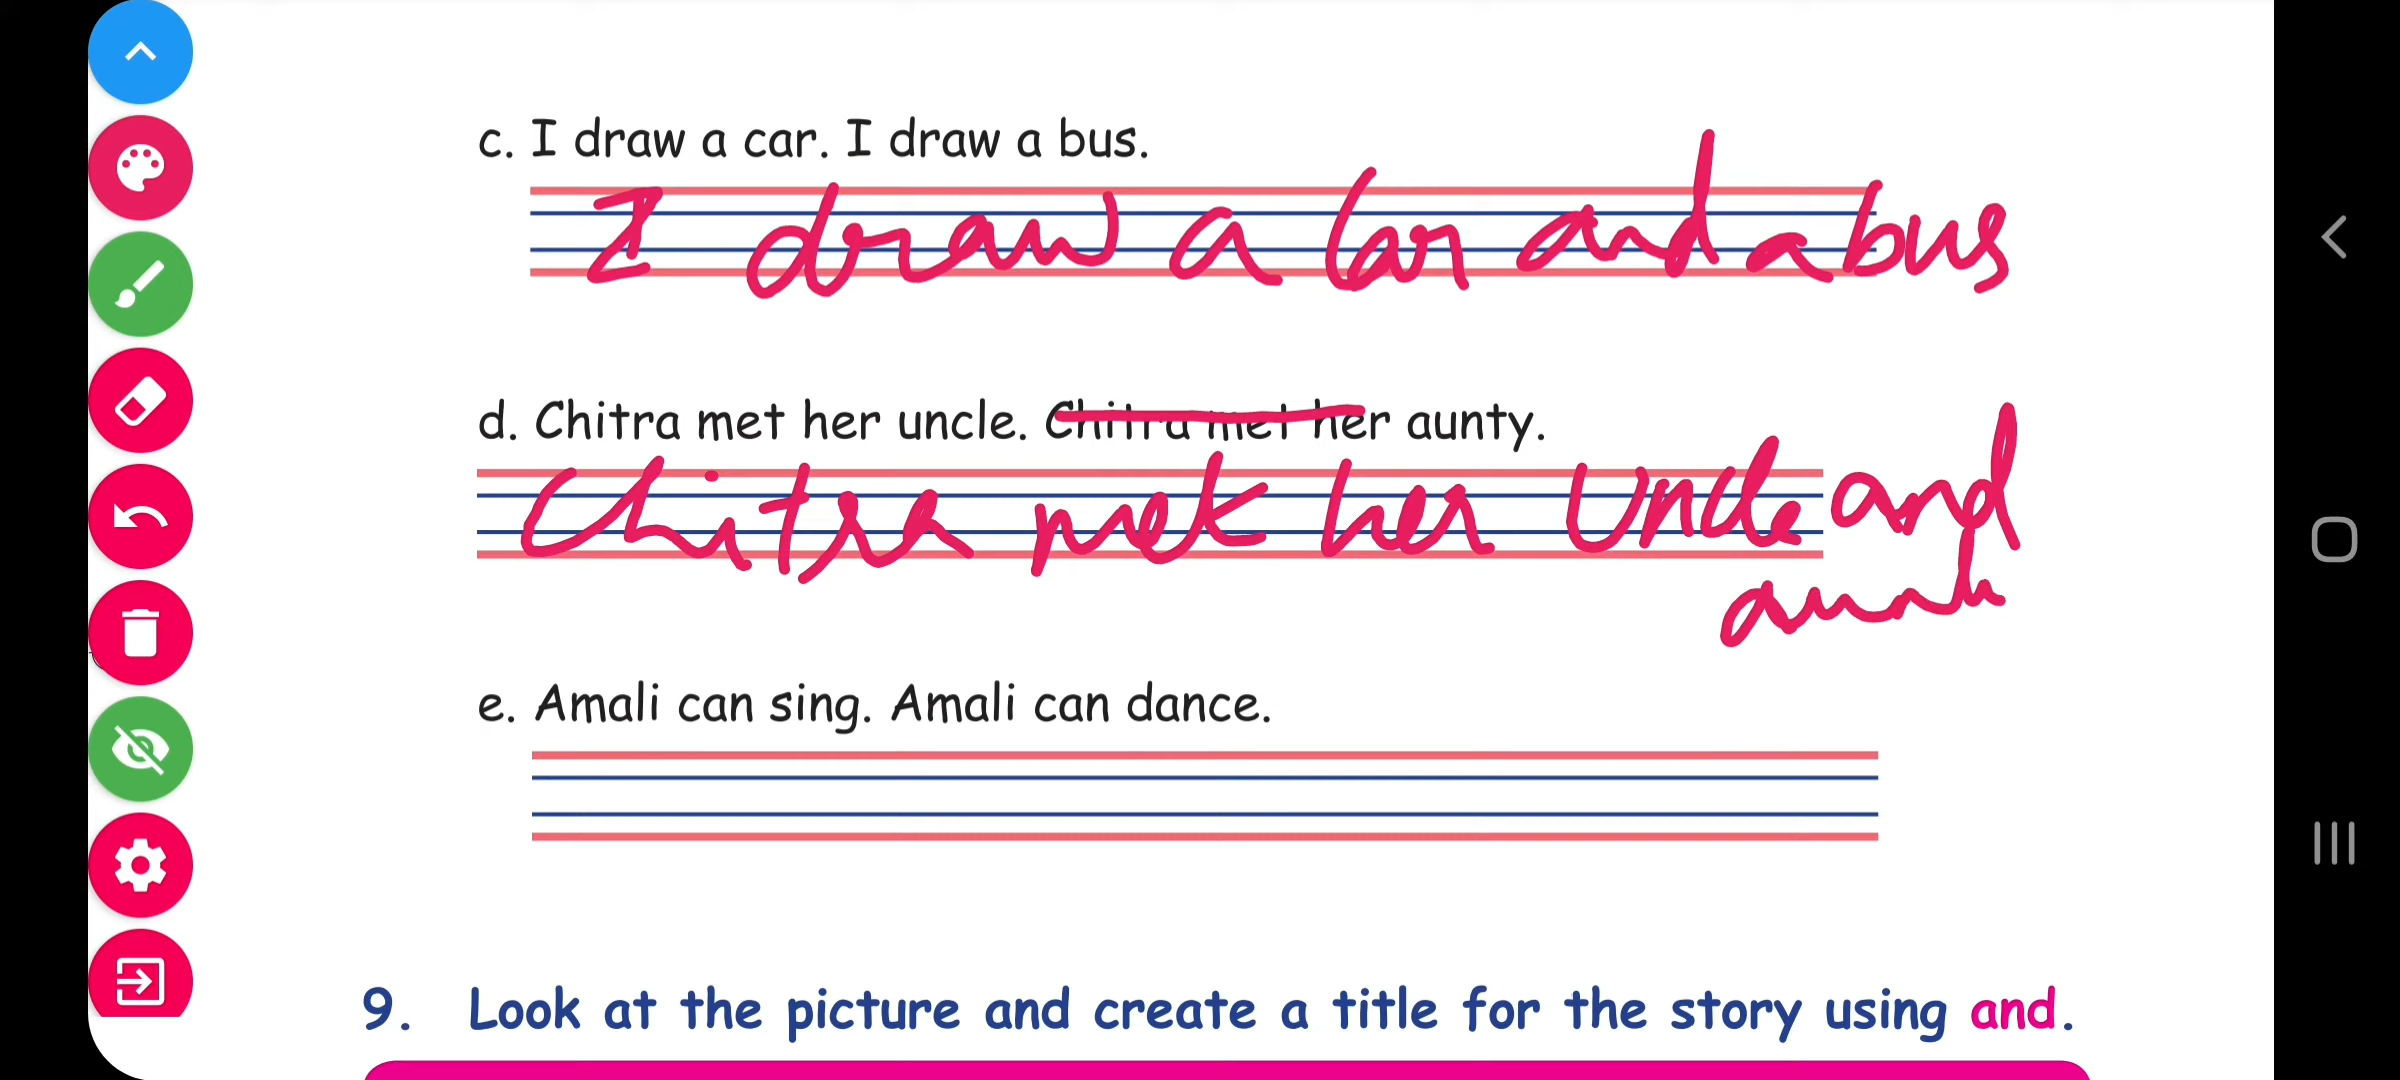 c. I draw a car. I draw a bus.
I draw a car and a bus
d. Chitra met her uncle. Chitra met her aunty.
Chitra met her Uncle and
e. Amali can sing. Amali can dance.
9. Look at the picture and create a title for the story using and.